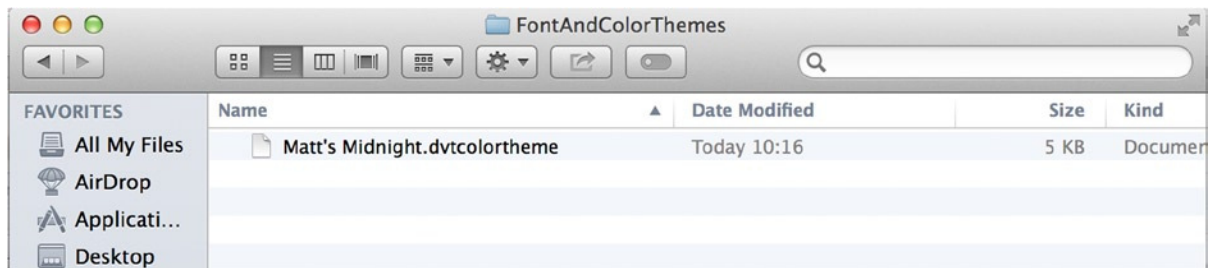 FontAndColorThemes
FAVORITES
Name
Date Modified
Size
Kind
All My Files
Matt's Midnight.dvtcolortheme
Today 10:16
5 KB
Documen
AirDrop
Applicati...
Desktop